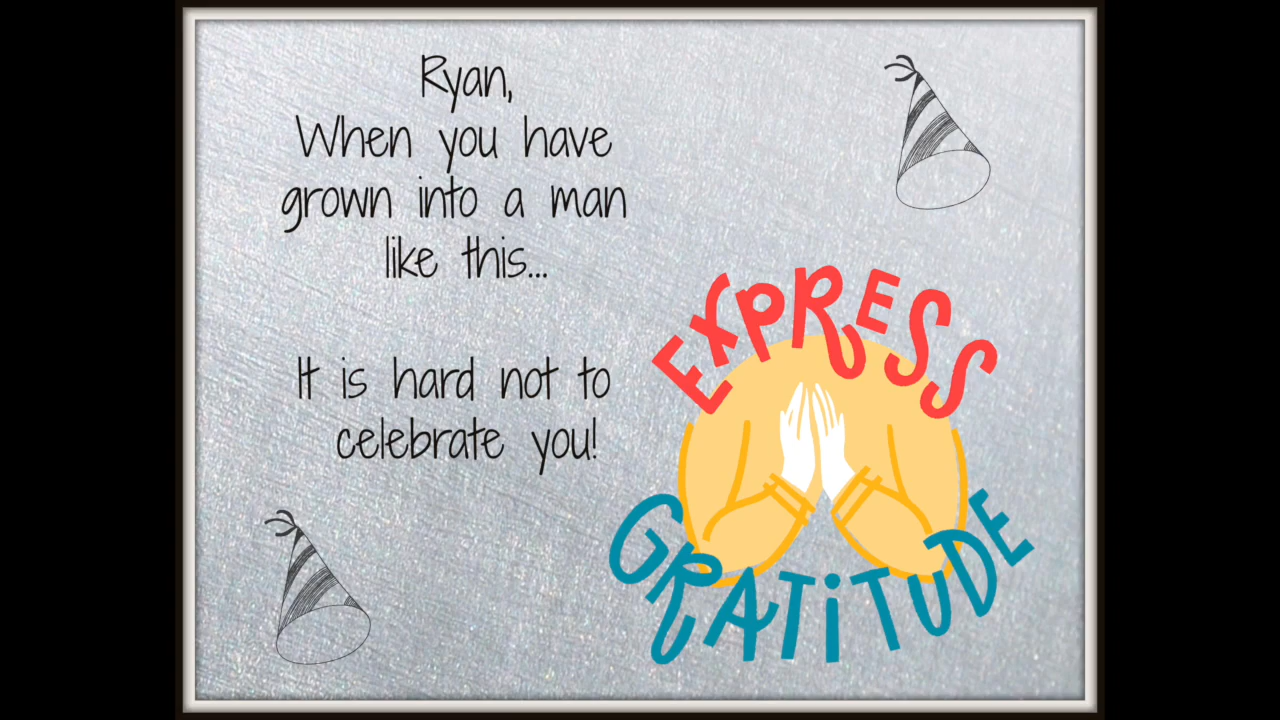 Ryan,
When you have
grown into a man
like this...
It is hard not to
celebrate you!
EXPRESS
GRATiTUDE